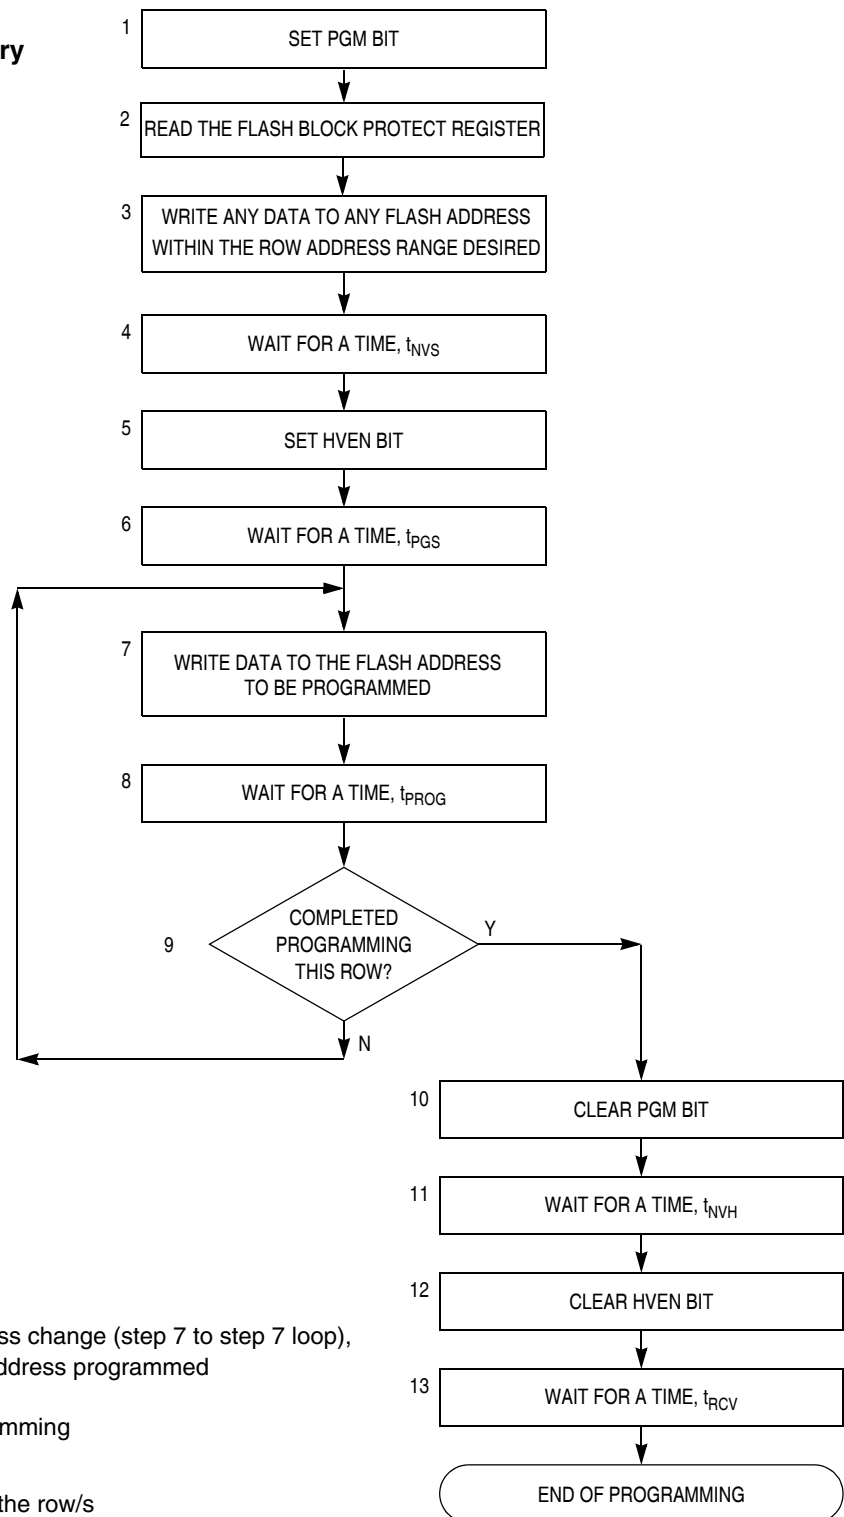 1
SET PGM BIT
ry
2
READ THE FLASH BLOCK PROTECT REGISTER
3
WRITE ANY DATA TO ANY FLASH ADDRESS
WITHIN THE ROW ADDRESS RANGE DESIRED
4
WAIT FOR A TIME, tNVS
5
SET HVEN BIT
6
WAIT FOR A TIME, tPGS
7
WRITE DATA TO THE FLASH ADDRESS
TO BE PROGRAMMED
8
WAIT FOR A TIME, tPROG
9
COMPLETED
PROGRAMMING
THIS ROW?
Y
N
10
CLEAR PGM BIT
11
WAIT FOR A TIME, tNVH
12
CLEAR HVEN BIT
13
WAIT FOR A TIME, tRCV
END OF PROGRAMMING
ss change (step 7 to step 7 loop),
ddress programmed
mming
the row/s